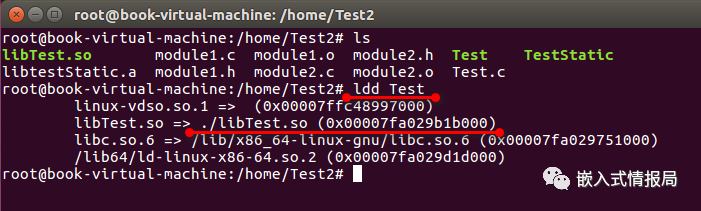 root@book-virtual-machine: /home/Test2
root@book-virtual-machine:/home/Test2# ls
libTest.so module1.c module1.o module2.h Test TestStatic
libtestStatic.a module1.h module2.c module2.o Test.c
root@book-virtual-machine:/home/Test2# ldd Test
linux-vdso.so.1 => (0x00007ffc48997000)
libTest.so => ./libTest.so (0x00007fa029b1b000)
libc.so.6 => /lib/x86_64-linux-gnu/libc.so.6 (0x00007fa029751000)
/lib64/ld-linux-x86-64.so.2 (0x00007fa029d1d000)
root@book-virtual-machine:/home/Test2#
嵌入式情报局